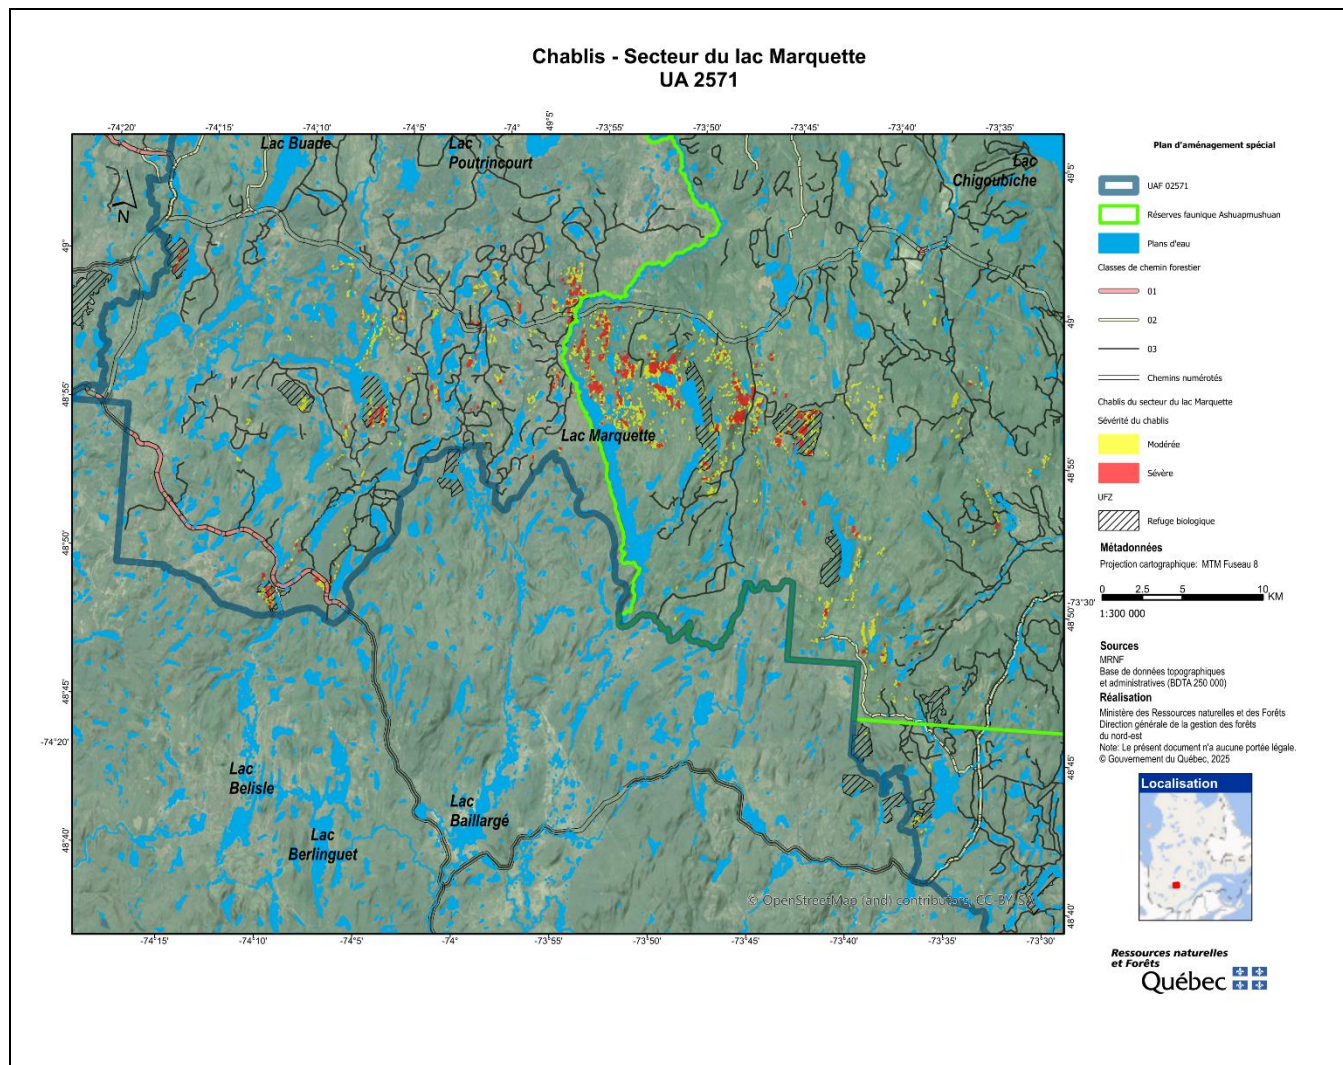 Chablis - Secteur du lac Marquette
UA 2571
-74°20'
-74°15'
-74°10'
-74°5'
-74°
49°5'
-73°55'
-73°50'
-73°45'
-73°40'
-73°35'
Lac Buade
Lac
Poutrincourt
Lac
Chigoubiche
N
49°
48°55'
48°50'
48°45'
-74°20'
48°40'
49°5'
49°
48°55'
-73°30'
48°50'
48°45'
48°40'
Lac Marquette
Lac
Belisle
Lac
Berlinguet
Lac
Baillargé
© OpenStreetMap (and) contributors, CC-BY-SA
-74°15'
-74°10'
-74°5'
-74°
-73°55'
-73°50'
-73°45'
-73°40'
-73°35'
-73°30'
Plan d'aménagement spécial
UAF 02571
Réserves faunique Ashuapmushuan
Plans d'eau
Classes de chemin forestier
01
02
03
Chemins numérotés
Chablis du secteur du lac Marquette
Sévérité du chablis
Modérée
Sévère
UFZ
Refuge biologique
Métadonnées
Projection cartographique: MTM Fuseau 8
0 2.5 5 10
KM
1:300 000
Sources
MRNF
Base de données topographiques
et administratives (BDTA 250 000)
Réalisation
Ministère des Ressources naturelles et des Forêts
Direction générale de la gestion des forêts
du nord-est
Note: Le présent document n'a aucune portée légale.
© Gouvernement du Québec, 2025
Localisation
Ressources naturelles
et Forêts
Québec